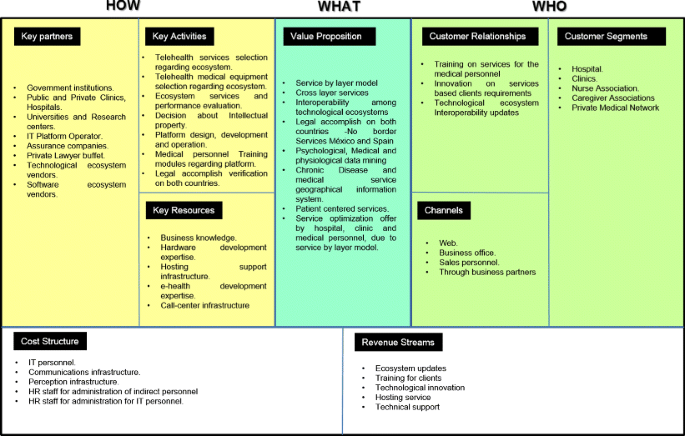 HOW
WHAT
WHO
Key partners
• Government institutions.
• Public and Private Clinics,
Hospitals.
• Universities and Research
centers.
• IT Platform Operator.
• Assurance companies.
• Private Lawyer buffet.
• Technological ecosystem
vendors.
• Software ecosystem
vendors.
Key Activities
• Telehealth services selection
regarding ecosystem.
• Telehealth medical equipment
selection regarding ecosystem.
• Ecosystem services and
performance evaluation.
• Decision about Intellectual
property.
• Platform design, development
and operation.
• Medical personnel Training
modules regarding platform.
• Legal accomplish verification
on both countries.
Key Resources
• Business knowledge.
• Hardware development
expertise.
• Hosting support
infrastructure.
• e-health development
expertise.
• Call-center infrastructure
Value Proposition
• Service by layer model
• Cross layer services
• Interoperability among
technological ecosystems
• Legal accomplish on both
countries -No border
Services México and Spain
• Psychological, Medical and
physiological data mining
• Chronic Disease and
medical service
geographical information
system.
• Patient centered services.
• Service optimization offer
by hospital, clinic and
medical personnel, due to
service by layer model.
Customer Relationships
• Training on services for the
medical personnel
• Innovation on services
based clients requirements
• Technological ecosystem
Interoperability updates
Channels
• Web.
• Business office.
• Sales personnel.
• Through business partners
Customer Segments
• Hospital.
• Clinics.
• Nurse Association.
• Caregiver Associations
• Private Medical Network
Cost Structure
• IT personnel.
• Communications infrastructure.
• Perception infrastructure.
• HR staff for administration of indirect personnel
• HR staff for administration for IT personnel.
Revenue Streams
• Ecosystem updates
• Training for clients
• Technological innovation
• Hosting service
• Technical support